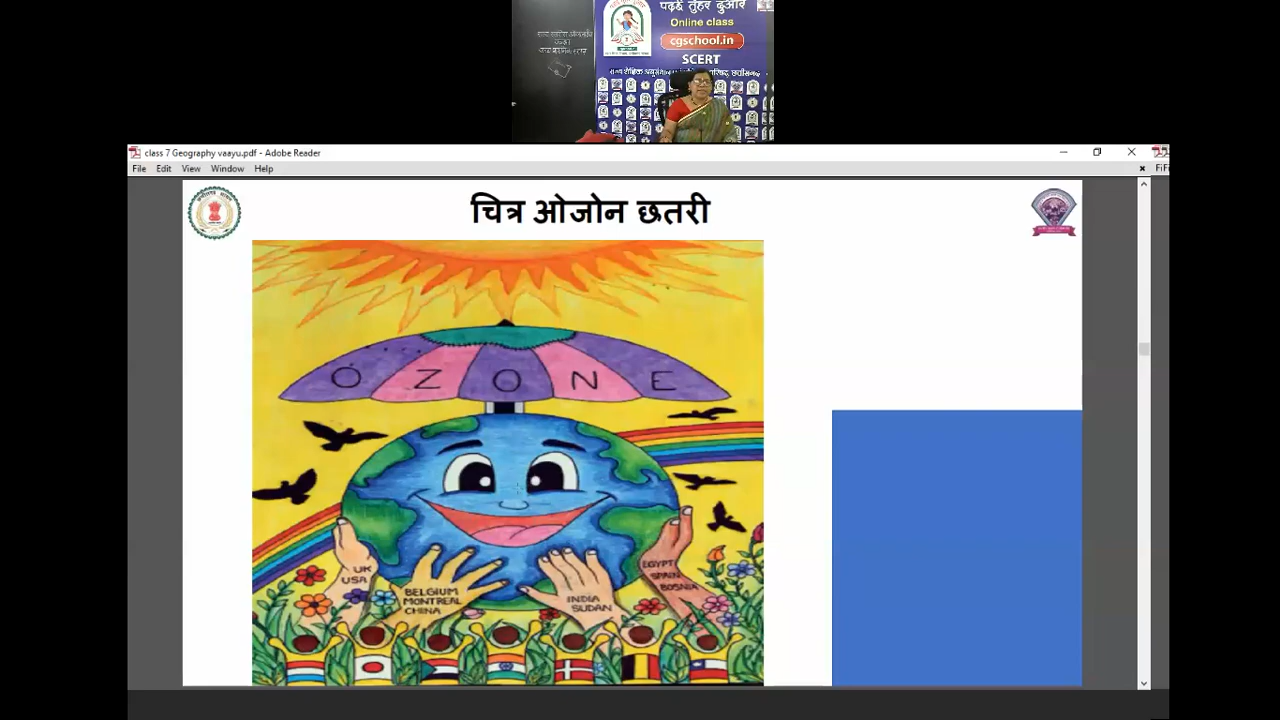 पढ़ई तुंहर दुआर
Online class
cgschool.in
SCERT
class 7 Geography vaayu.pdf - Adobe Reader
File Edit View Window Help
चित्र ओजोन छतरी
OZONE
UK
USA
BELGIUM
MONTREAL
CHINA
INDIA
SUDAN
EGYPT
SPAIN
BOSNIA